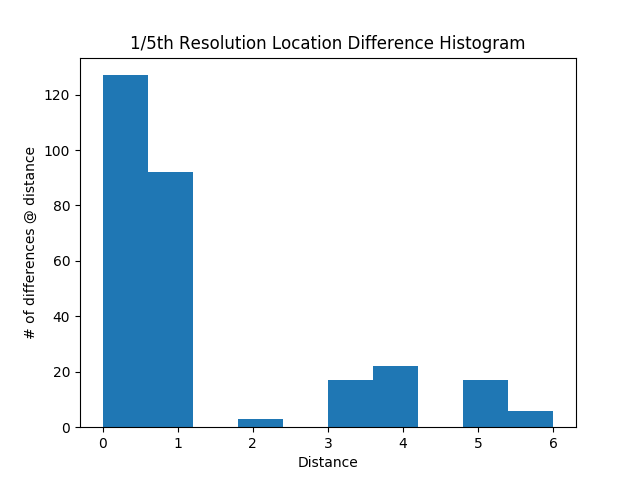 1/5th Resolution Location Difference Histogram
# of differences @ distance
120
100
80
60
40
20
0
0 1 2 3 4 5 6
Distance